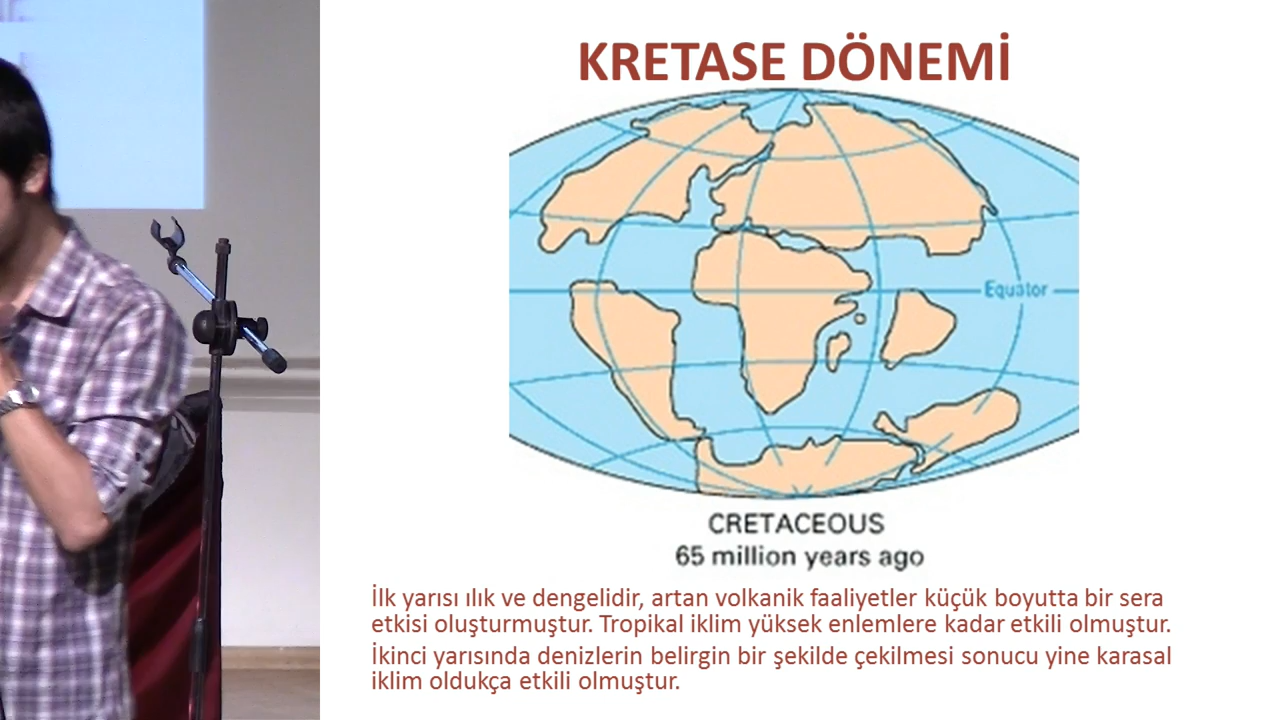 KRETASE DÖNEMİ
Equator
CRETACEOUS
65 million years ago
İlk yarısı ılık ve dengelidir, artan volkanik faaliyetler küçük boyutta bir sera
etkisi oluşturmuştur. Tropikal iklim yüksek enlemlere kadar etkili olmuştur.
İkinci yarısında denizlerin belirgin bir şekilde çekilmesi sonucu yine karasal
iklim oldukça etkili olmuştur.